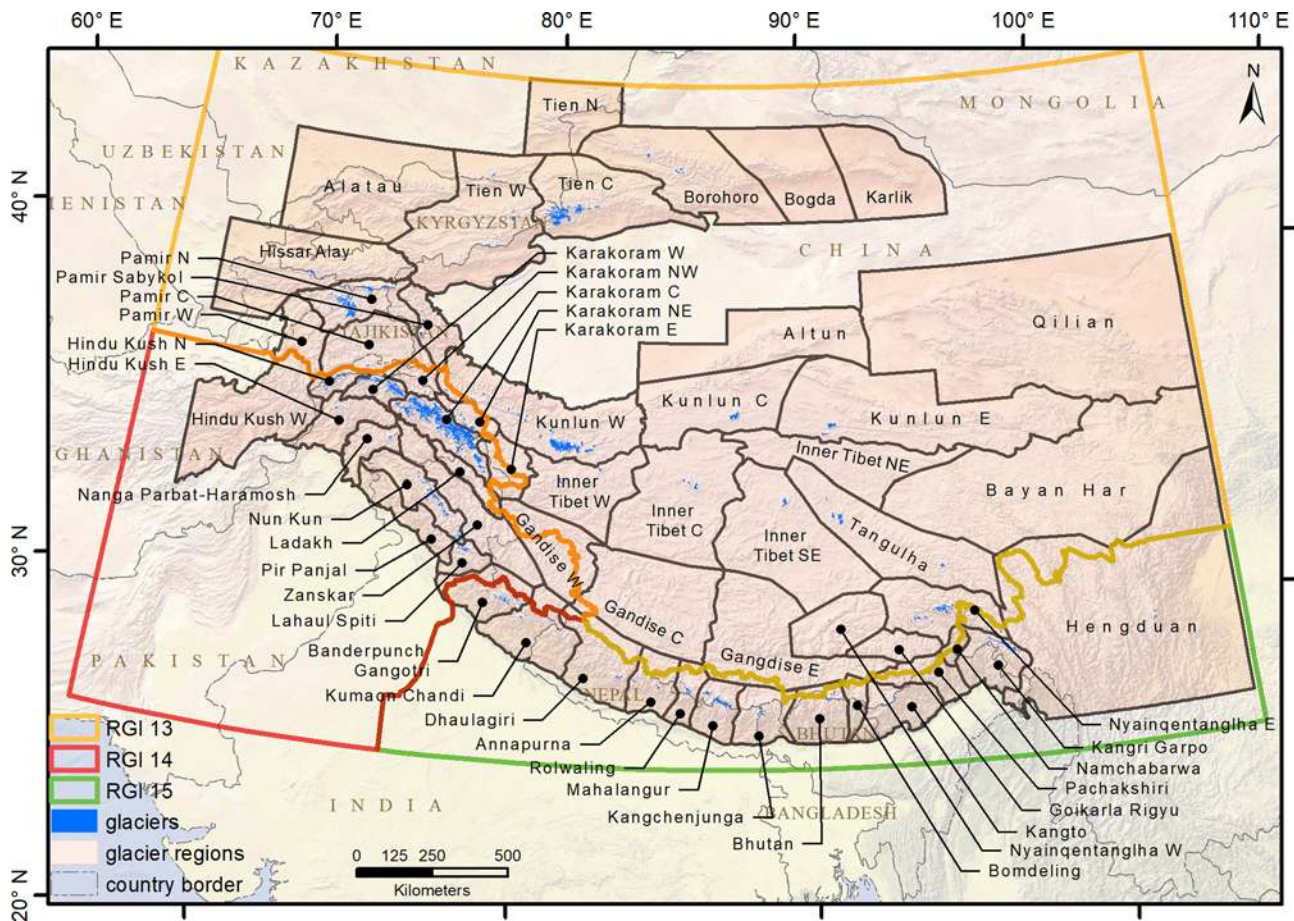 60° E
70° E
80° E
90° E
100° E
110° E
KAZAKHSTAN
N
Tien N
MONGOLIA
UZBEKISTAN
Alatau
Tien W
Tien C
Borohoro
Bogda
Karlik
40° N
MENISTAN
KYRGYZSTAN
Hissar Alay
CHINA
Pamir N
Pamir Sabykol
Pamir C
Pamir W
Hindu Kush N
Hindu Kush E
Karakoram W
Karakoram NW
Karakoram C
Karakoram NE
Karakoram E
TAJIKISTAN
Altun
Qilian
Hindu Kush W
Kunlun W
Kunlun C
Kunlun E
GHANISTAN
Nanga Parbat-Haramosh
Inner Tibet NE
Inner
Tibet W
Inner
Tibet C
Inner
Tibet SE
Bayan Har
Tangulha
Nun Kun
Ladakh
30° N
Pir Panjal
Zanskar
Lahaul Spiti
Gandise W
Gandise C
Gangdise E
Hengduan
PAKISTAN
Banderpunch
Gangotri
Kumaon Chandi
Dhaulagiri
NEPAL
Annapurna
Rolwaling
Mahalangur
Kangchenjunga
Bhutan
BHUTAN
Nyainqentanglha E
Kangri Garpo
Namchabarwa
Pachakshiri
Goikarla Rigyu
Kangto
Nyainqentanglha W
Bomdeling
INDIA
BANGLADESH
RGI 13
RGI 14
RGI 15
glaciers
glacier regions
country border
0 125 250 500
Kilometers
20° N